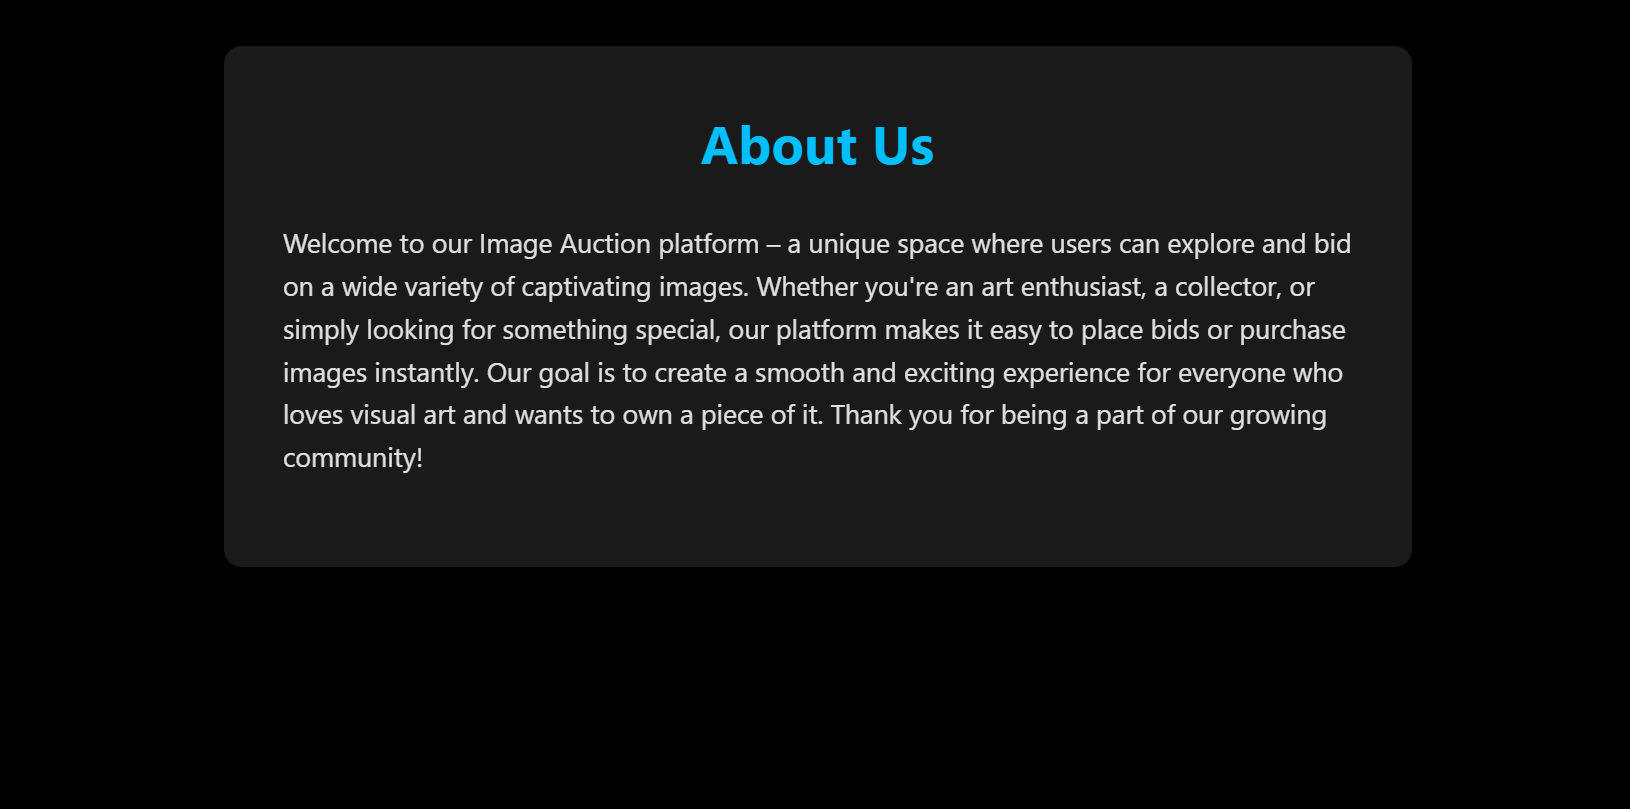 About Us
Welcome to our Image Auction platform – a unique space where users can explore and bid
on a wide variety of captivating images. Whether you're an art enthusiast, a collector, or
simply looking for something special, our platform makes it easy to place bids or purchase
images instantly. Our goal is to create a smooth and exciting experience for everyone who
loves visual art and wants to own a piece of it. Thank you for being a part of our growing
community!